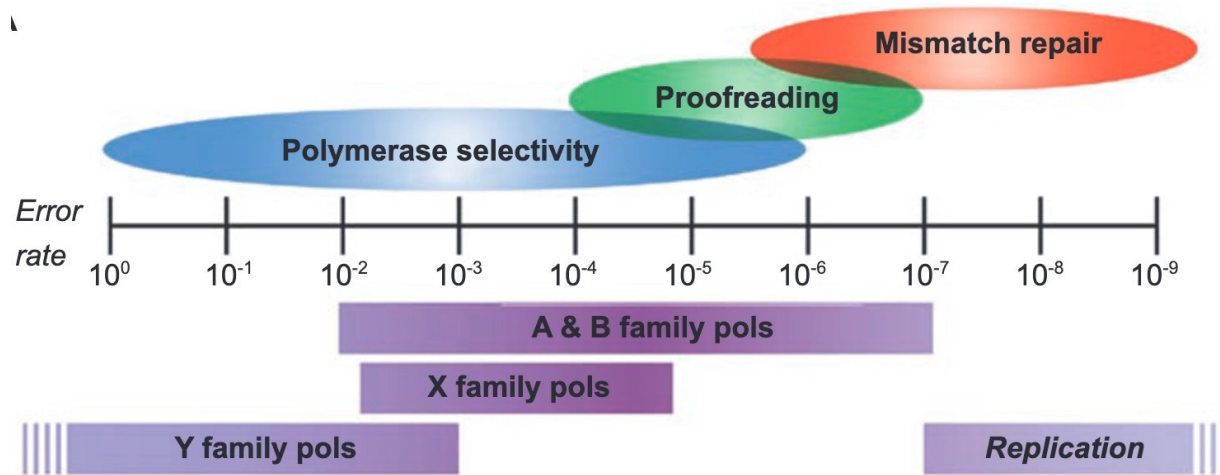 Mismatch repair
Proofreading
Polymerase selectivity
Error
rate
10⁰ 10⁻¹ 10⁻² 10⁻³ 10⁻⁴ 10⁻⁵ 10⁻⁶ 10⁻⁷ 10⁻⁸ 10⁻⁹
A & B family pols
X family pols
Y family pols Replication